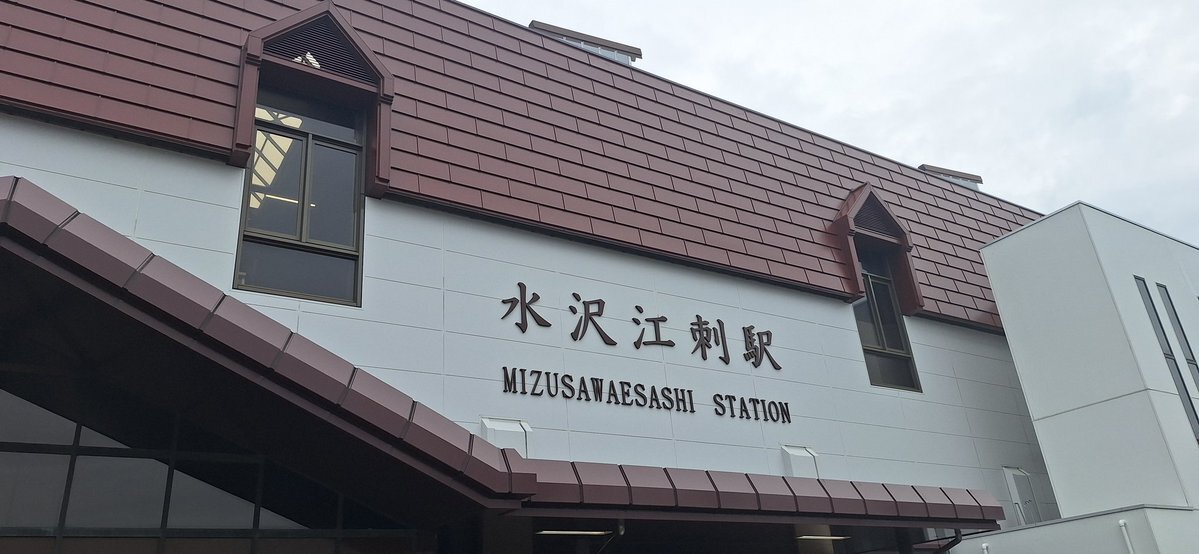 水沢江刺駅
MIZUSAWAESASHI STATION